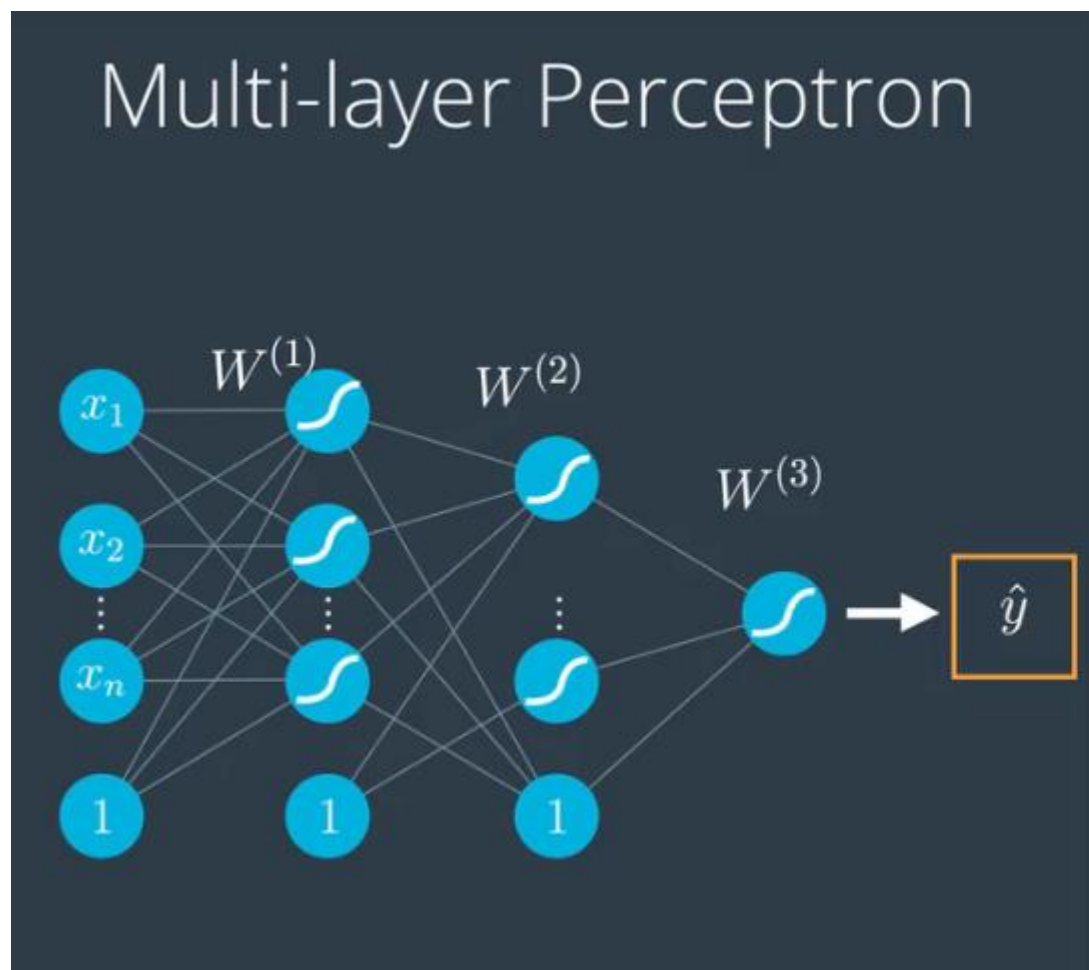 Multi-layer Perceptron
W^{(1)}
W^{(2)}
W^{(3)}
x_1
x_2
⋮
⋮
⋮
x_n
1
1
1
ŷ